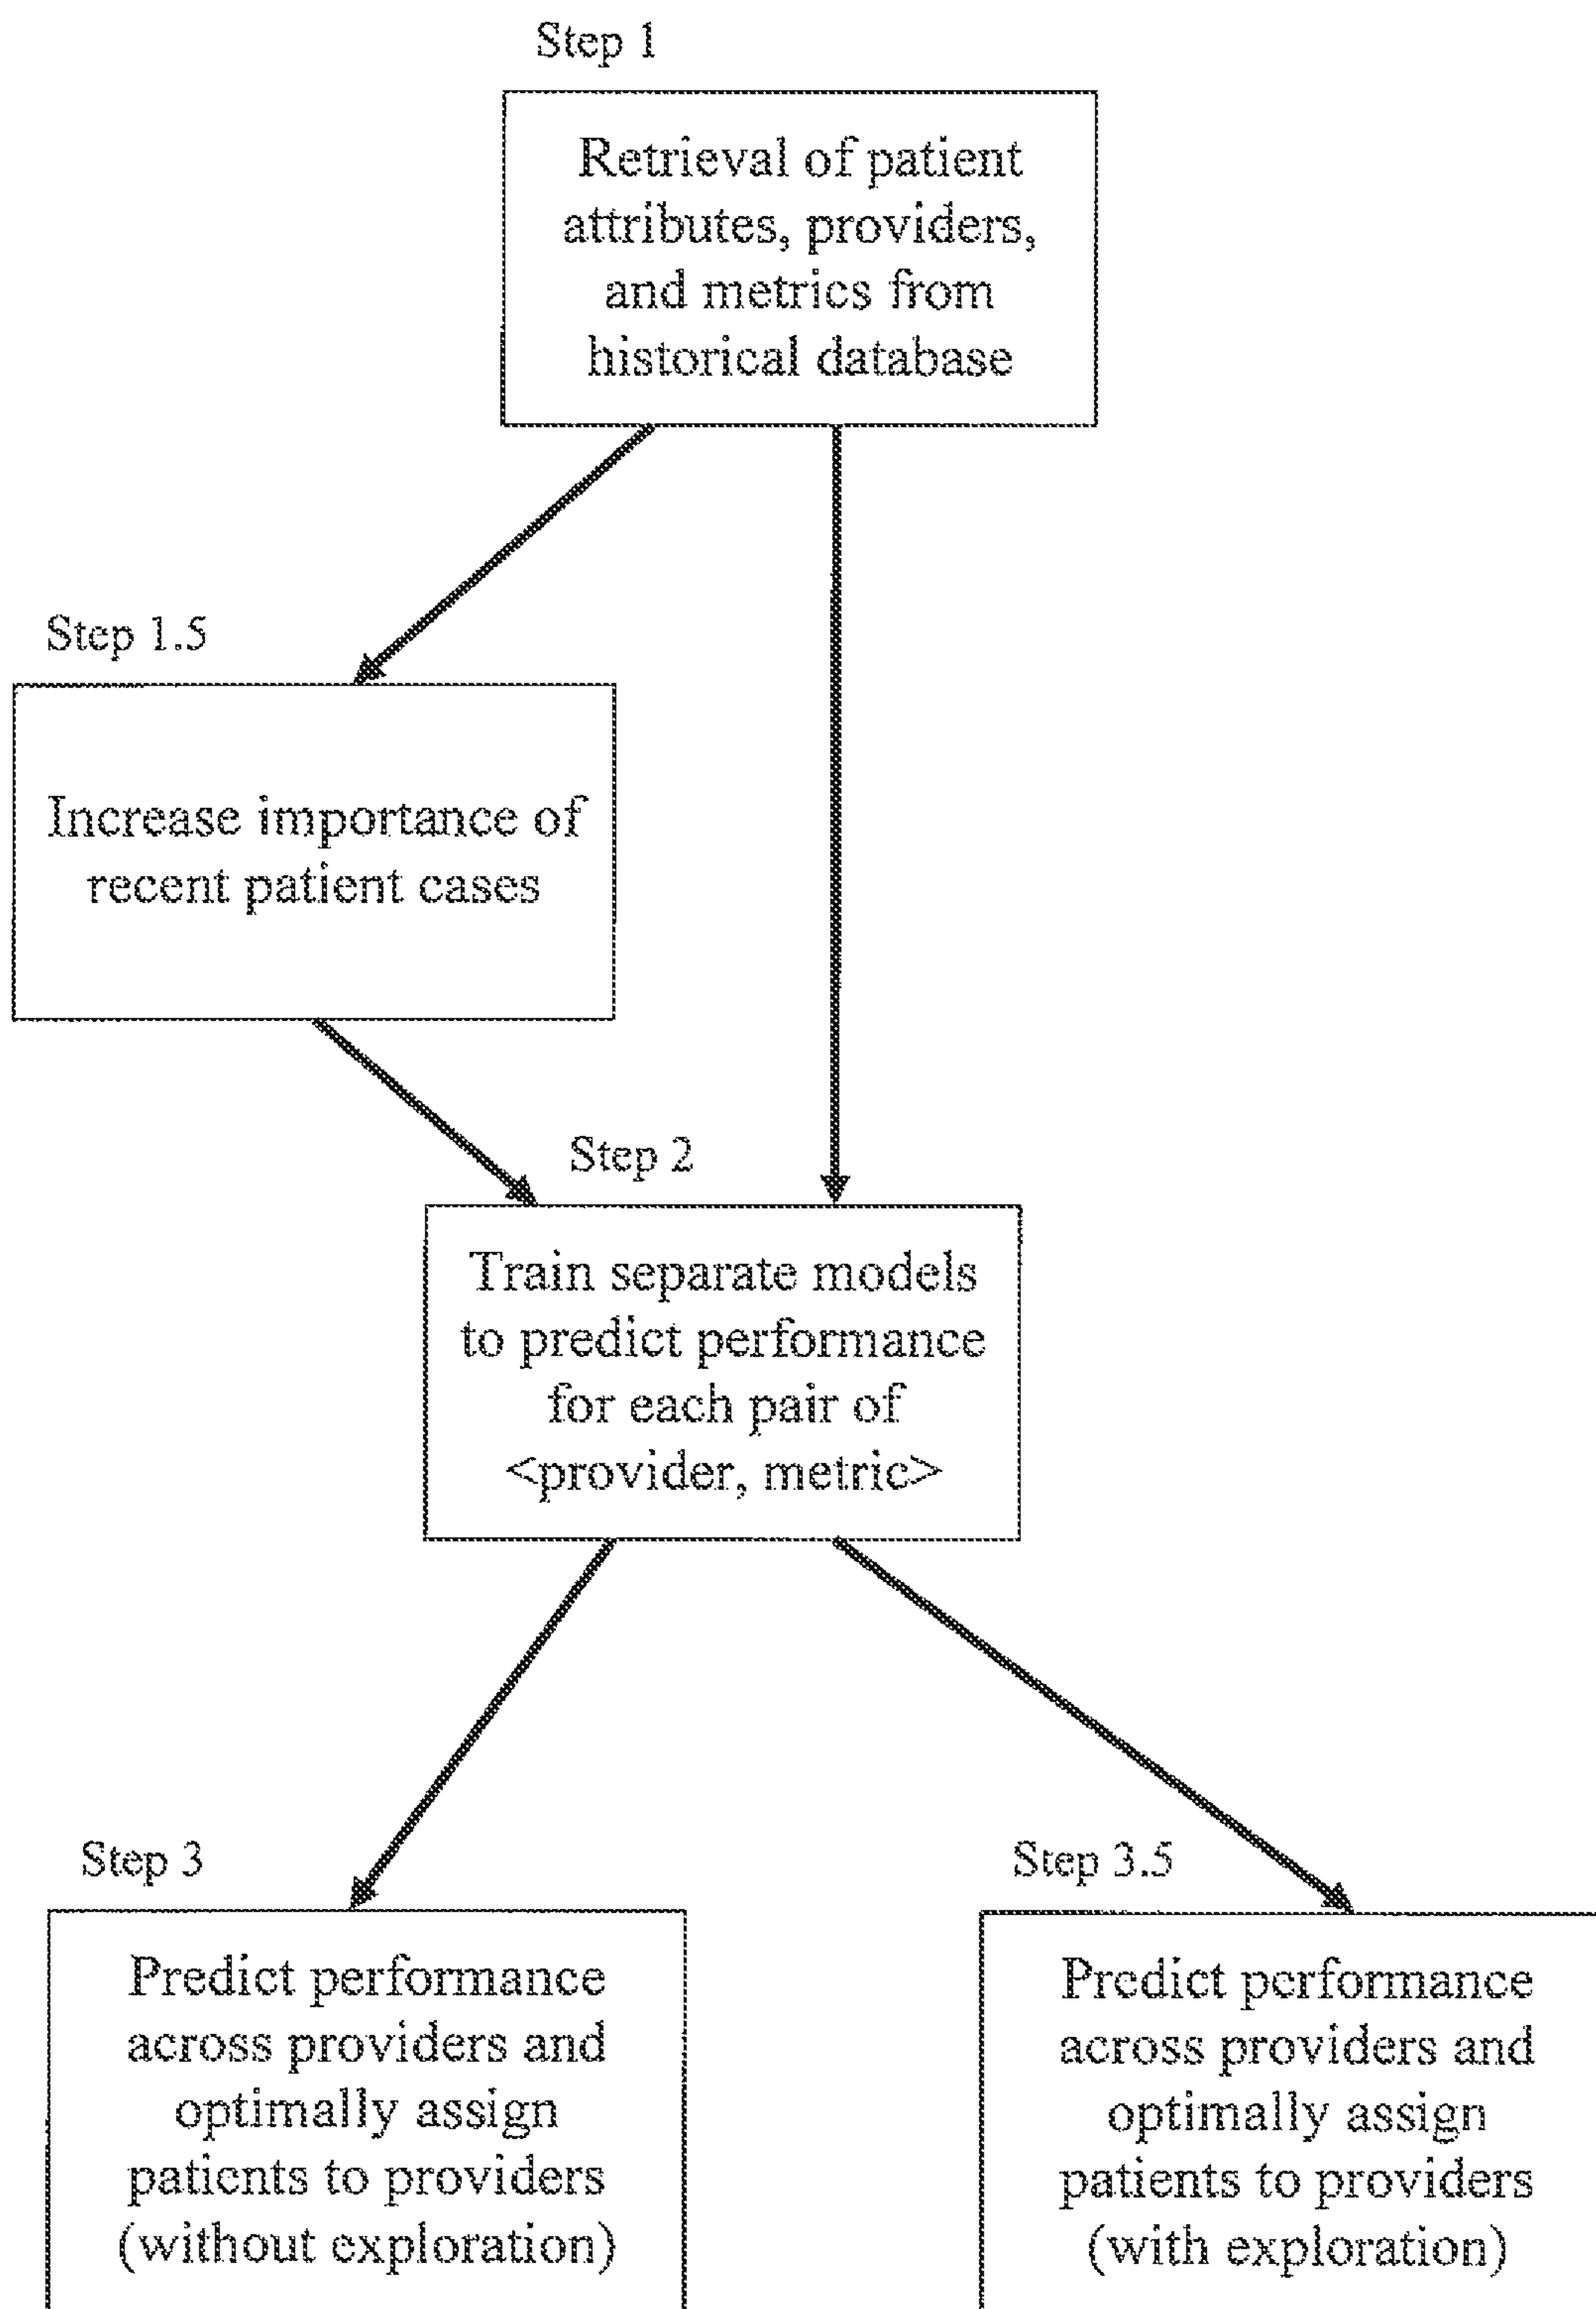 Step 1
Retrieval of patient
attributes, providers,
and metrics from
historical database
Step 1.5
Increase importance of
recent patient cases
Step 2
Train separate models
to predict performance
for each pair of
<provider, metric>
Step 3
Predict performance
across providers and
optimally assign
patients to providers
(without exploration)
Step 3.5
Predict performance
across providers and
optimally assign
patients to providers
(with exploration)